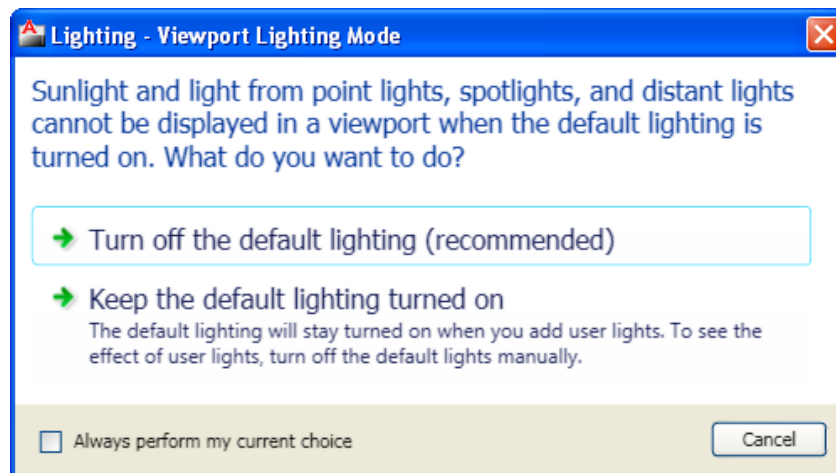 Lighting - Viewport Lighting Mode
Sunlight and light from point lights, spotlights, and distant lights
cannot be displayed in a viewport when the default lighting is
turned on. What do you want to do?
Turn off the default lighting (recommended)
Keep the default lighting turned on
The default lighting will stay turned on when you add user lights. To see the
effect of user lights, turn off the default lights manually.
Always perform my current choice
Cancel